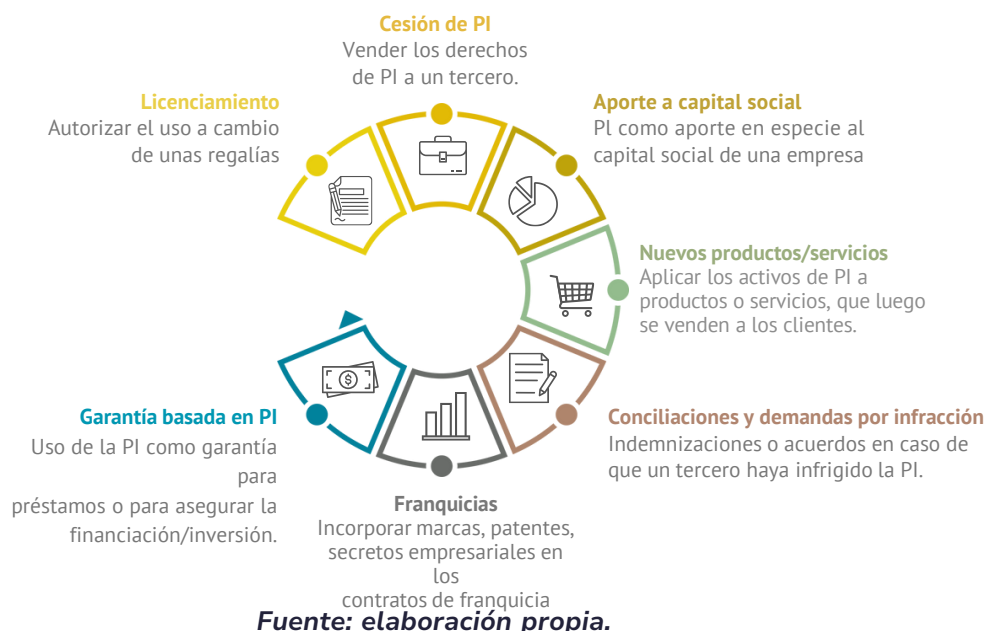 Cesión de PI
Vender los derechos
de PI a un tercero.
Licenciamiento
Autorizar el uso a cambio
de unas regalías
Aporte a capital social
PI como aporte en especie al
capital social de una empresa
Nuevos productos/servicios
Aplicar los activos de PI a
productos o servicios, que luego
se venden a los clientes.
Conciliaciones y demandas por infracción
Indemnizaciones o acuerdos en caso de
que un tercero haya infrigido la PI.
Franquicias
Incorporar marcas, patentes,
secretos empresariales en
los
contratos de franquicia
Garantía basada en PI
Uso de la PI como garantía
para
préstamos o para asegurar la
financiación/inversión.
Fuente: elaboración propia.